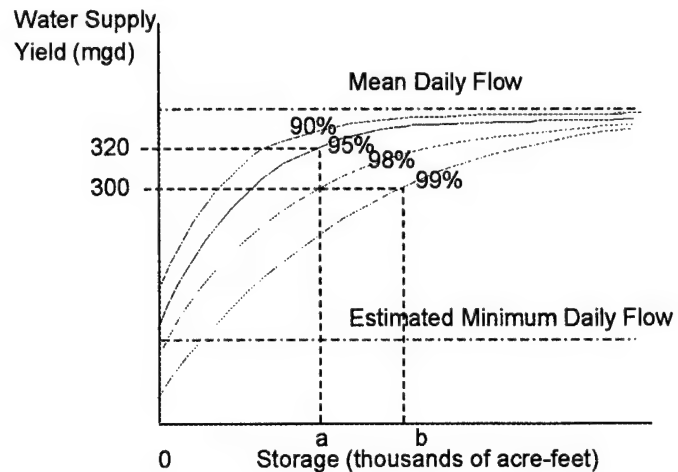 Water Supply
Yield (mgd)
Mean Daily Flow
90%
320
95%
98%
300
99%
Estimated Minimum Daily Flow
a
b
0
Storage (thousands of acre-feet)